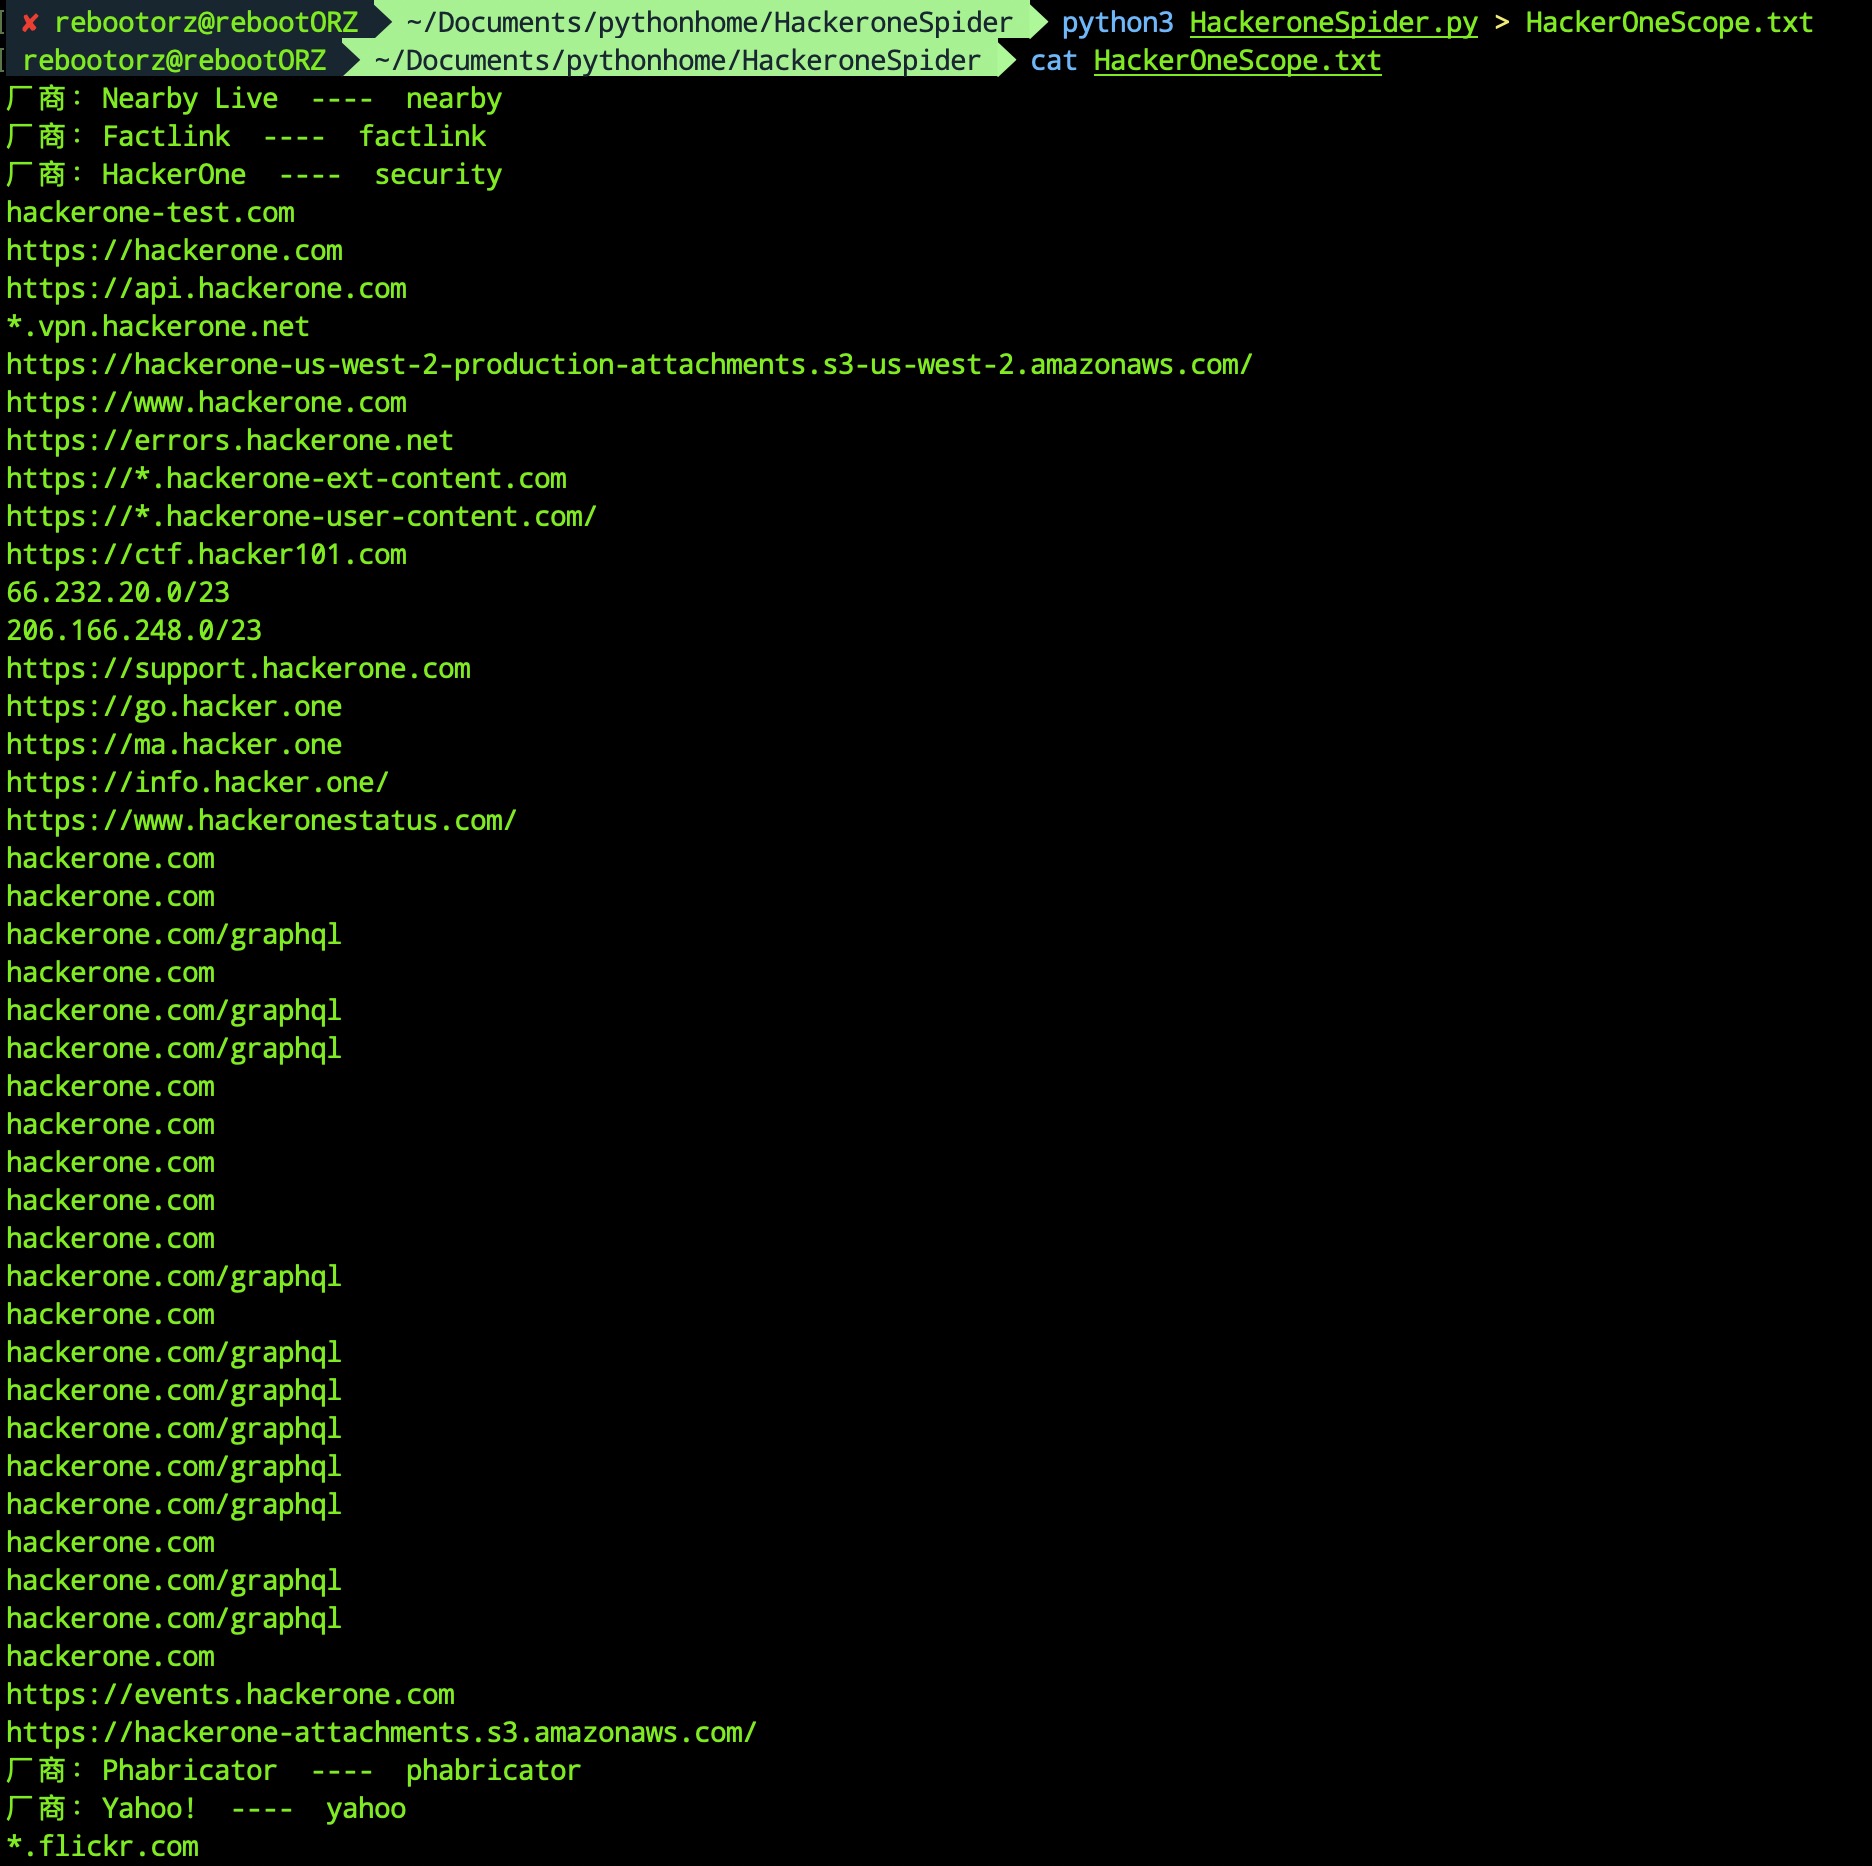 ✘ rebootorz@rebootORZ ~/Documents/pythonhome/HackeroneSpider python3 HackeroneSpider.py > HackerOneScope.txt
rebootorz@rebootORZ ~/Documents/pythonhome/HackeroneSpider cat HackerOneScope.txt
厂商: Nearby Live ---- nearby
厂商: Factlink ---- factlink
厂商: HackerOne ---- security
hackerone-test.com
https://hackerone.com
https://api.hackerone.com
*.vpn.hackerone.net
https://hackerone-us-west-2-production-attachments.s3-us-west-2.amazonaws.com/
https://www.hackerone.com
https://errors.hackerone.net
https://*.hackerone-ext-content.com
https://*.hackerone-user-content.com/
https://ctf.hacker101.com
66.232.20.0/23
206.166.248.0/23
https://support.hackerone.com
https://go.hacker.one
https://ma.hacker.one
https://info.hacker.one/
https://www.hackeronestatus.com/
hackerone.com
hackerone.com
hackerone.com/graphql
hackerone.com
hackerone.com/graphql
hackerone.com/graphql
hackerone.com
hackerone.com
hackerone.com
hackerone.com
hackerone.com
hackerone.com/graphql
hackerone.com
hackerone.com/graphql
hackerone.com/graphql
hackerone.com/graphql
hackerone.com/graphql
hackerone.com/graphql
hackerone.com
hackerone.com/graphql
hackerone.com/graphql
hackerone.com
https://events.hackerone.com
https://hackerone-attachments.s3.amazonaws.com/
厂商: Phabricator ---- phabricator
厂商: Yahoo! ---- yahoo
*.flickr.com